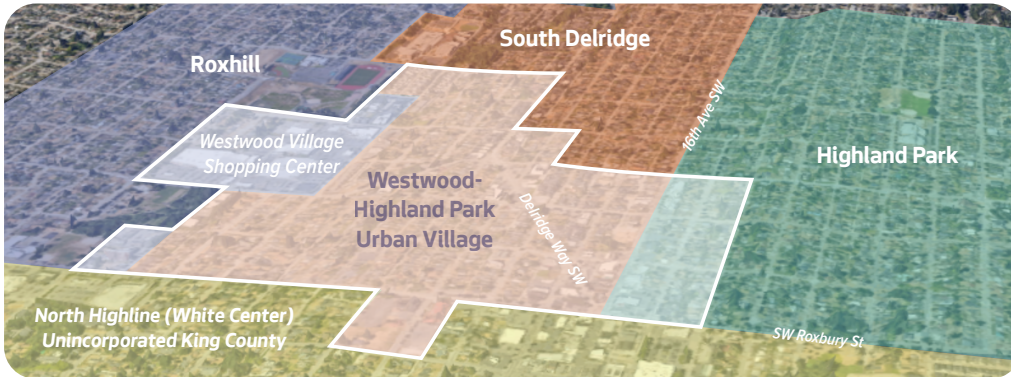 South Delridge
Roxhill
16th Ave SW
Westwood Village
Shopping Center
Highland Park
Westwood-
Highland Park
Urban Village
Delridge Way SW
North Highline (White Center)
Unincorporated King County
SW Roxbury St